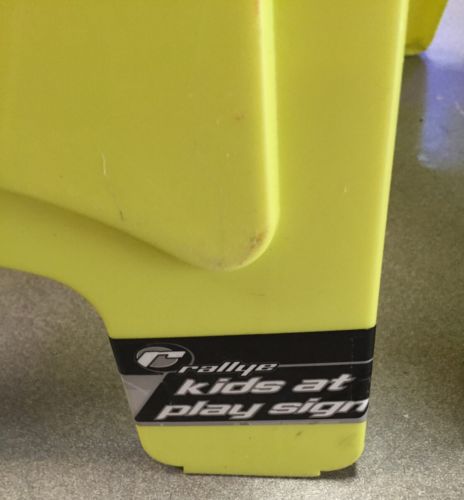 rallye
kids at
play sign